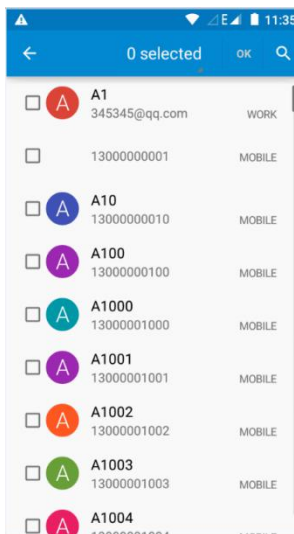 E 11:35
0 selected OK
A A1
345345@qq.com WORK
13000000001 MOBILE
A A10
13000000010 MOBILE
A A100
13000000100 MOBILE
A A1000
13000001000 MOBILE
A A1001
13000001001 MOBILE
A A1002
13000001002 MOBILE
A A1003
13000001003 MOBILE
A A1004